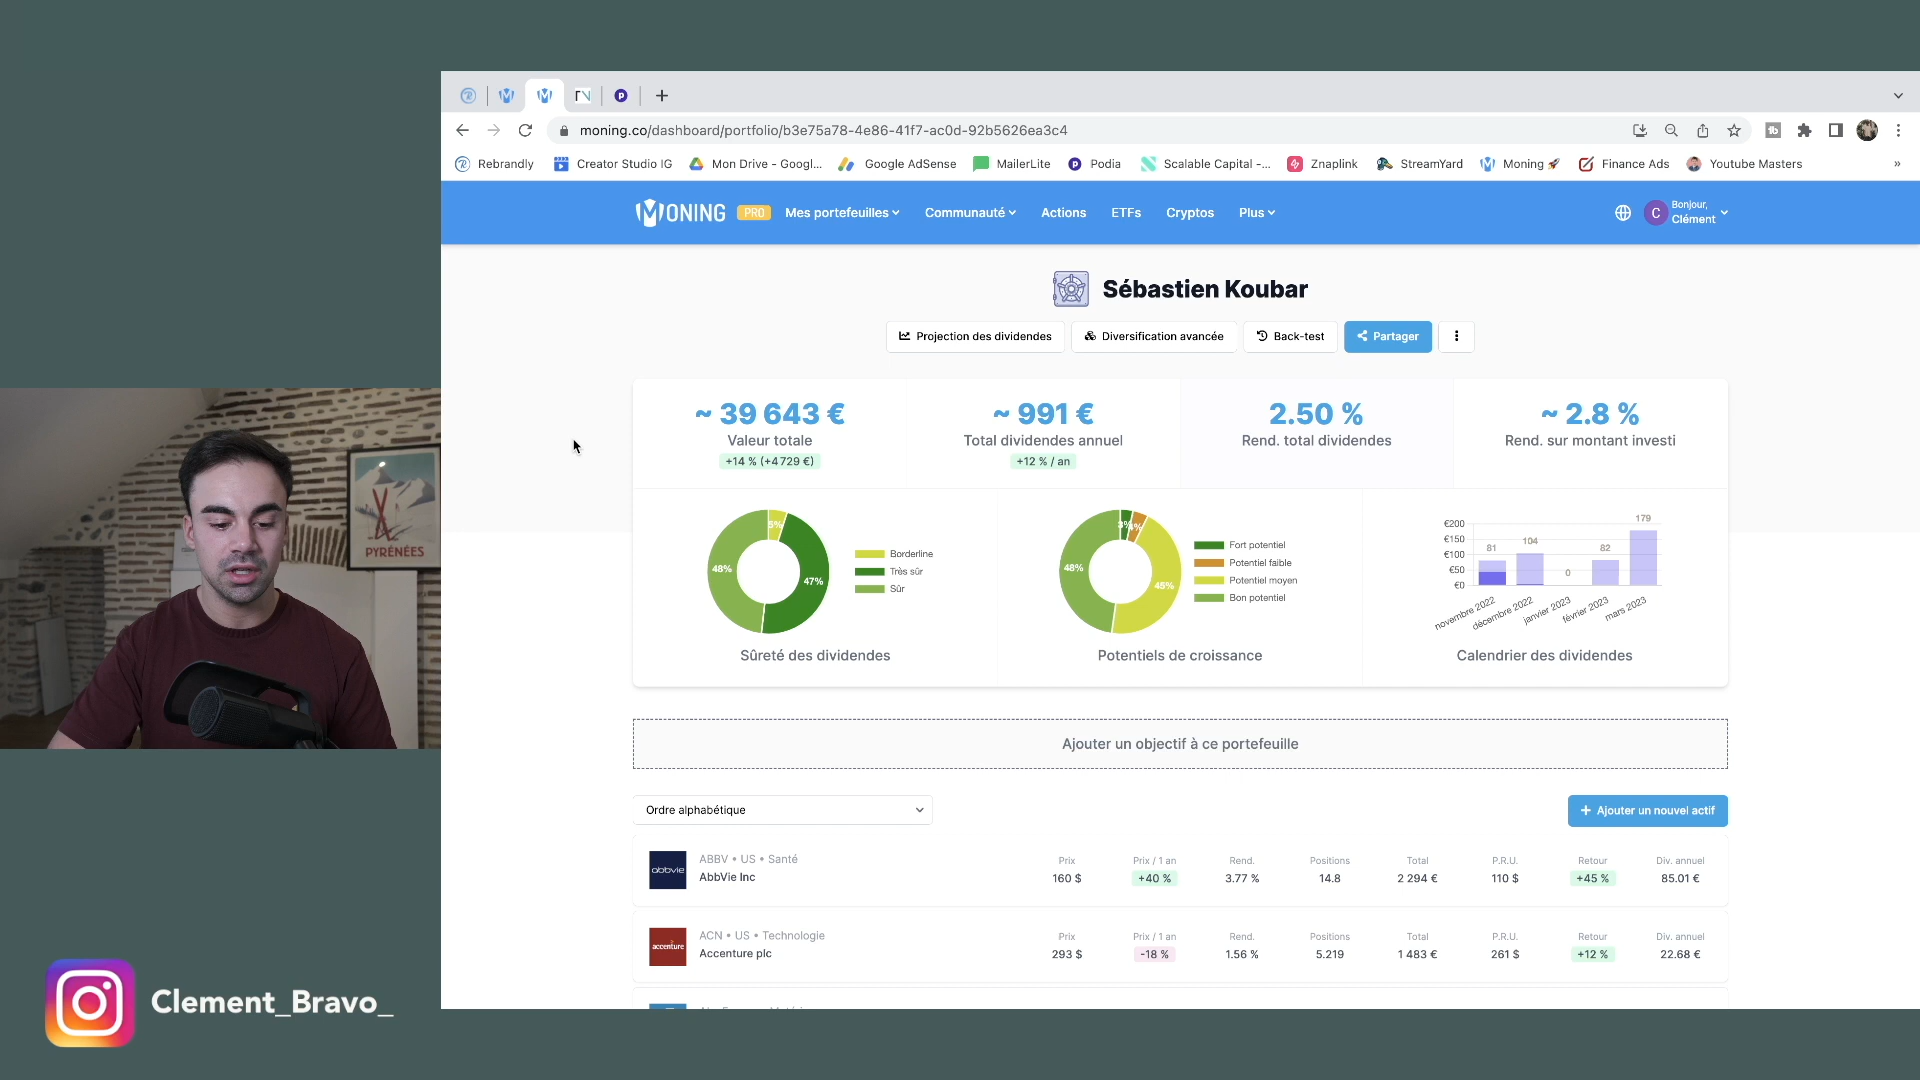 moning.co/dashboard/portfolio/b3e75a78-4e86-41f7-ac0d-92b5626ea3c4
Rebrandly Creator Studio IG Mon Drive - Googl... Google AdSense MailerLite Podia Scalable Capital -... Znaplink StreamYard Moning 🚀 Finance Ads Youtube Masters »
MONING PRO Mes portefeuilles Communauté Actions ETFs Cryptos Plus
C Bonjour,
Clément
Sébastien Koubar
Projection des dividendes Diversification avancée Back-test Partager
~ 39 643 € ~ 991 € 2.50 % ~ 2.8 %
Valeur totale Total dividendes annuel Rend. total dividendes Rend. sur montant investi
+14 % (+4 729 €) +12 % / an
5%
48%
47%
Borderline
Très sûr
Sûr
Sûreté des dividendes
3%
48%
45%
Fort potentiel
Potentiel faible
Potentiel moyen
Bon potentiel
Potentiels de croissance
€200
€150
€100
€50
€0
81 104 0 82 179
novembre 2022 décembre 2022 janvier 2023 février 2023 mars 2023
Calendrier des dividendes
PYRÉNÉES
Ajouter un objectif à ce portefeuille
Ordre alphabétique
+ Ajouter un nouvel actif
abbvie
ABBV • US • Santé Prix Prix / 1 an Rend. Positions Total P.R.U. Retour Div. annuel
AbbVie Inc 160 $ +40 % 3.77 % 14.8 2 294 € 110 $ +45 % 85.01 €
accenture
ACN • US • Technologie Prix Prix / 1 an Rend. Positions Total P.R.U. Retour Div. annuel
Accenture plc 293 $ -18 % 1.56 % 5.219 1 483 € 261 $ +12 % 22.68 €
Clement_Bravo_